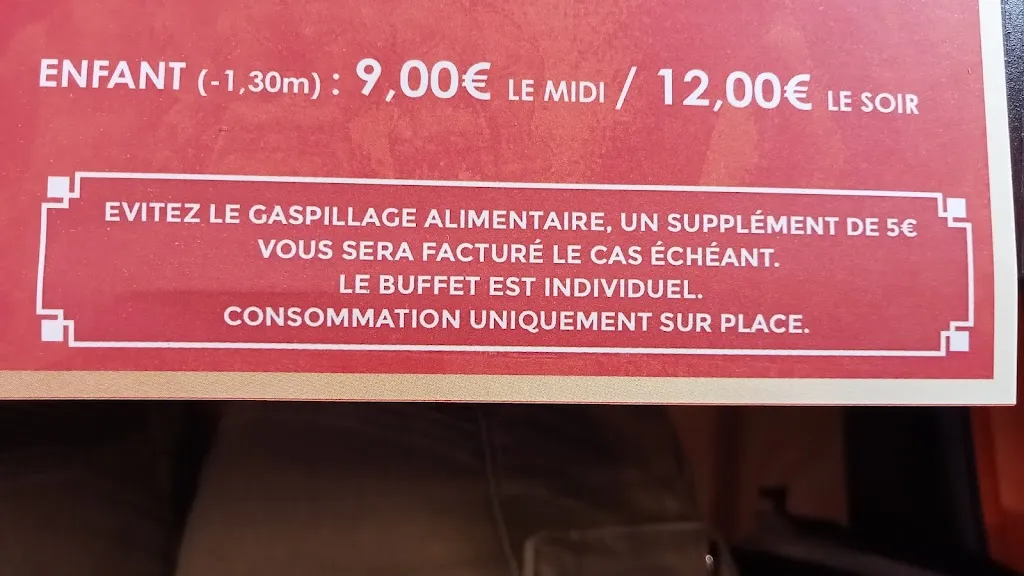 ENFANT (-1,30m) : 9,00€ LE MIDI / 12,00€ LE SOIR
EVITEZ LE GASPILLAGE ALIMENTAIRE, UN SUPPLÉMENT DE 5€
VOUS SERA FACTURÉ LE CAS ÉCHÉANT.
LE BUFFET EST INDIVIDUEL.
CONSOMMATION UNIQUEMENT SUR PLACE.